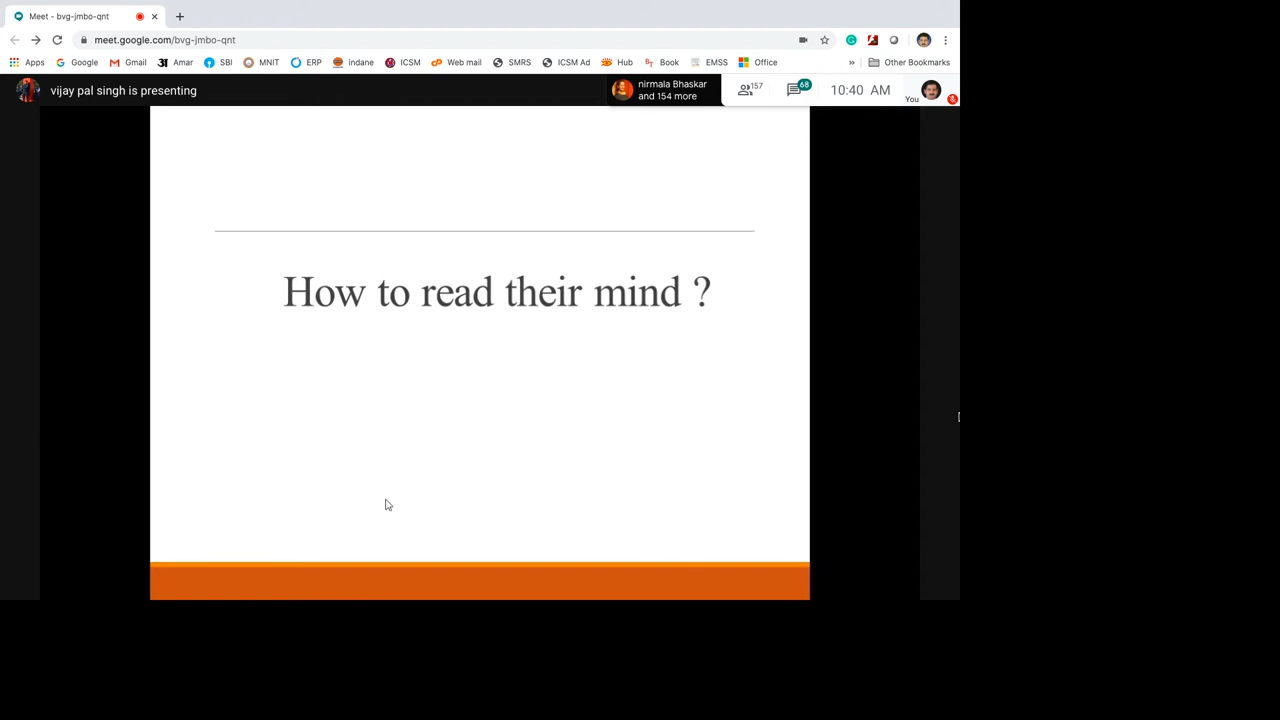 Meet - bvg-jmbo-qnt
meet.google.com/bvg-jmbo-qnt
Apps Google Gmail Amar SBI MNIT ERP indane ICSM Web mail SMRS ICSM Ad Hub Book EMSS Office » Other Bookmarks
vijay pal singh is presenting
nirmala Bhaskar
and 154 more
157
68
10:40 AM
You
How to read their mind ?